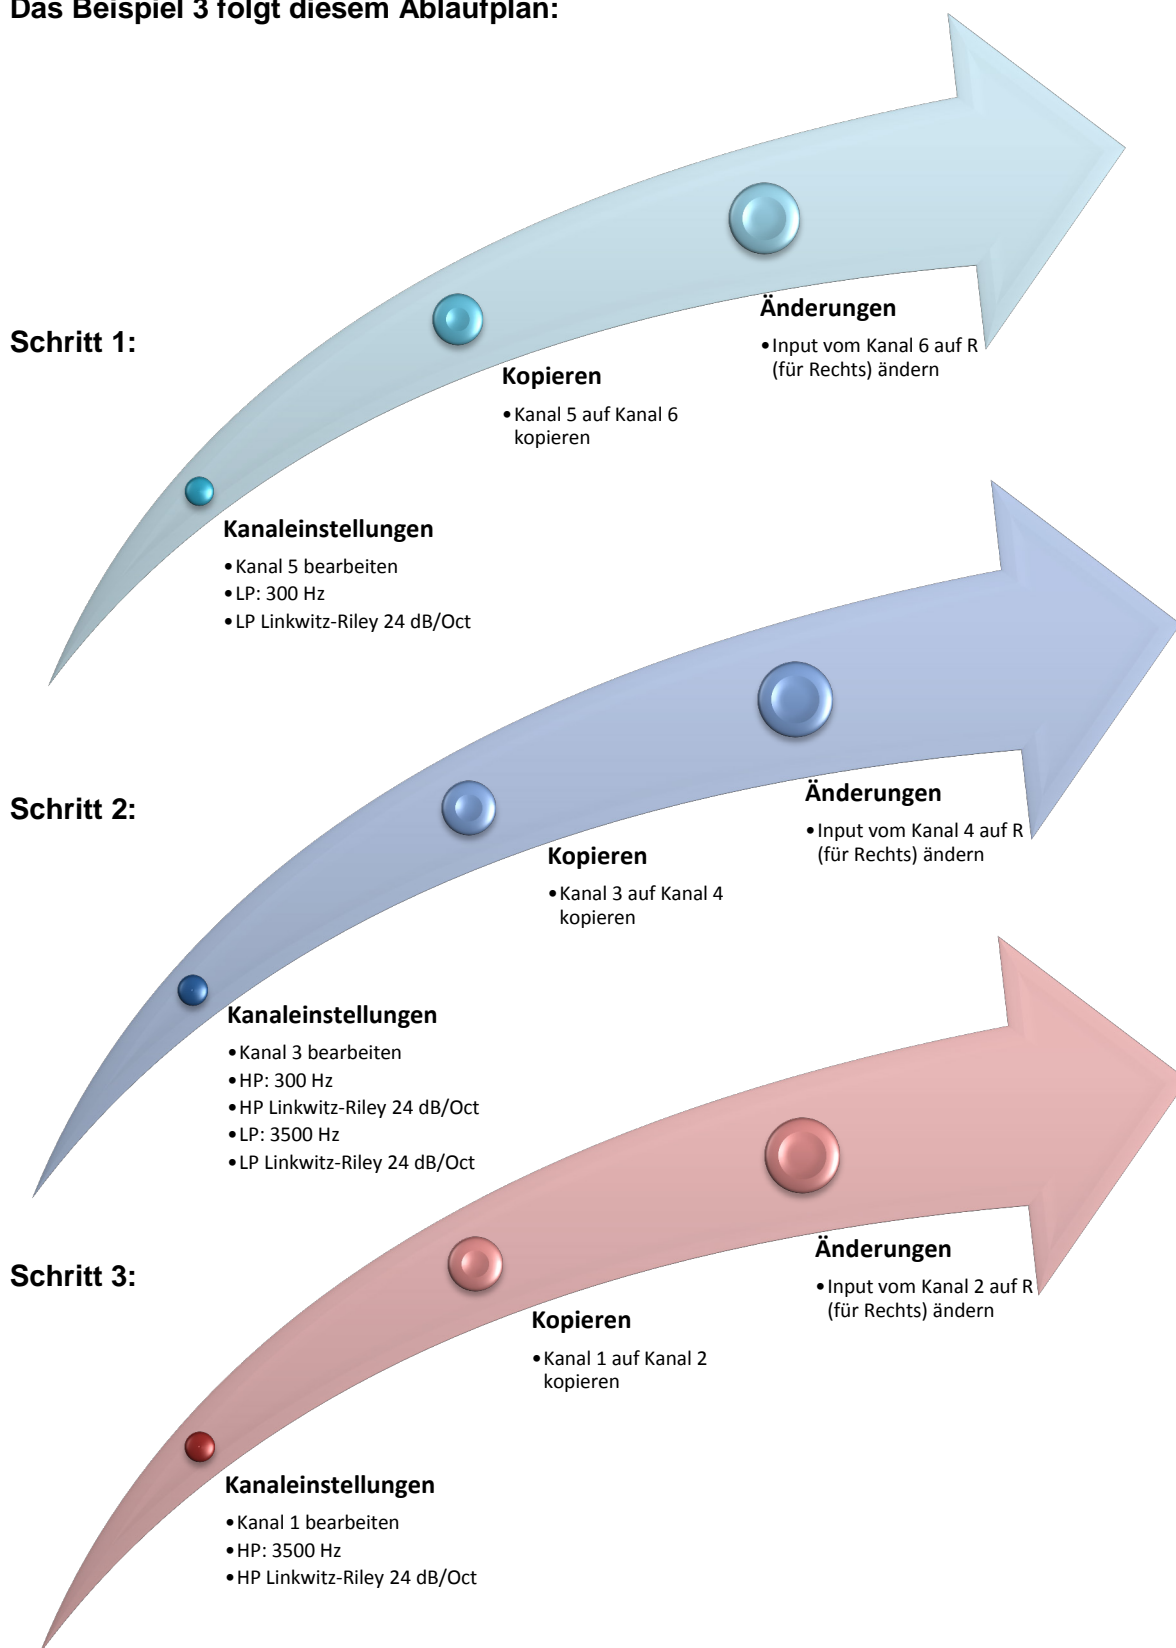 Das Beispiel 3 folgt diesem Ablaufplan:
Schritt 1:
Kanaleinstellungen
•Kanal 5 bearbeiten
•LP: 300 Hz
•LP Linkwitz-Riley 24 dB/Oct
Kopieren
•Kanal 5 auf Kanal 6
kopieren
Änderungen
•Input vom Kanal 6 auf R
(für Rechts) ändern
Schritt 2:
Kanaleinstellungen
•Kanal 3 bearbeiten
•HP: 300 Hz
•HP Linkwitz-Riley 24 dB/Oct
•LP: 3500 Hz
•LP Linkwitz-Riley 24 dB/Oct
Kopieren
•Kanal 3 auf Kanal 4
kopieren
Änderungen
•Input vom Kanal 4 auf R
(für Rechts) ändern
Schritt 3:
Kanaleinstellungen
•Kanal 1 bearbeiten
•HP: 3500 Hz
•HP Linkwitz-Riley 24 dB/Oct
Kopieren
•Kanal 1 auf Kanal 2
kopieren
Änderungen
•Input vom Kanal 2 auf R
(für Rechts) ändern